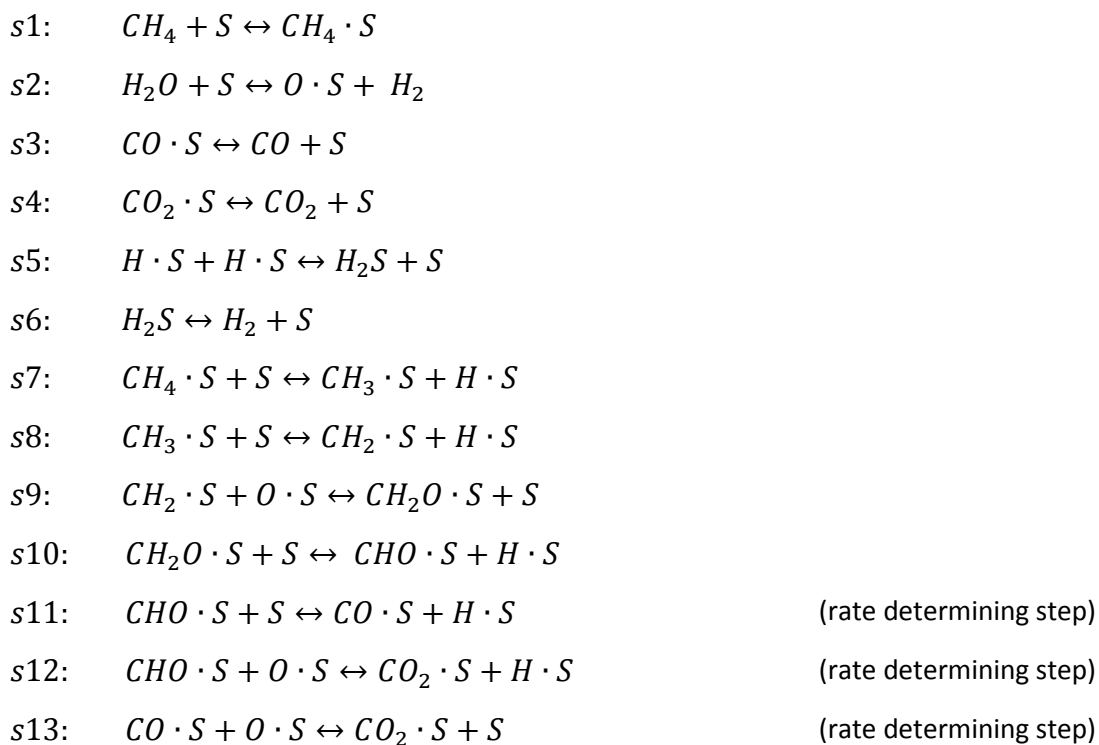 s1: CH₄ + S ↔ CH₄ · S
s2: H₂O + S ↔ O · S + H₂
s3: CO · S ↔ CO + S
s4: CO₂ · S ↔ CO₂ + S
s5: H · S + H · S ↔ H₂S + S
s6: H₂S ↔ H₂ + S
s7: CH₄ · S + S ↔ CH₃ · S + H · S
s8: CH₃ · S + S ↔ CH₂ · S + H · S
s9: CH₂ · S + O · S ↔ CH₂O · S + S
s10: CH₂O · S + S ↔ CHO · S + H · S
s11: CHO · S + S ↔ CO · S + H · S (rate determining step)
s12: CHO · S + O · S ↔ CO₂ · S + H · S (rate determining step)
s13: CO · S + O · S ↔ CO₂ · S + S (rate determining step)